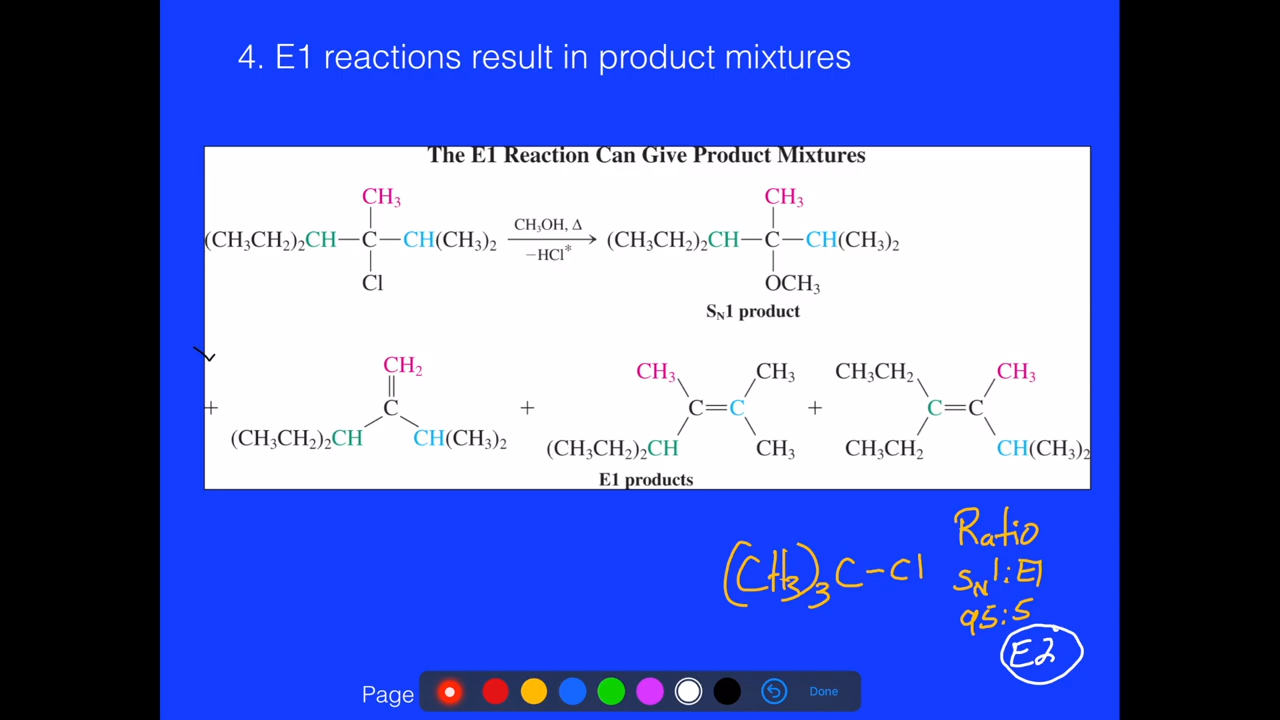 4. E1 reactions result in product mixtures
The E1 Reaction Can Give Product Mixtures
CH₃ CH₃
(CH₃CH₂)₂CH—C—CH(CH₃)₂ CH₃OH, Δ −HCl* (CH₃CH₂)₂CH—C—CH(CH₃)₂
Cl OCH₃
Sₙ1 product
CH₂ CH₃ CH₃ CH₃CH₂ CH₃
+ C + C=C + C=C
(CH₃CH₂)₂CH CH(CH₃)₂ (CH₃CH₂)₂CH CH₃ CH₃CH₂ CH(CH₃)₂
E1 products
Ratio
(CH₃)₃C-Cl Sₙ1:E1
95:5
E2
Page
Done